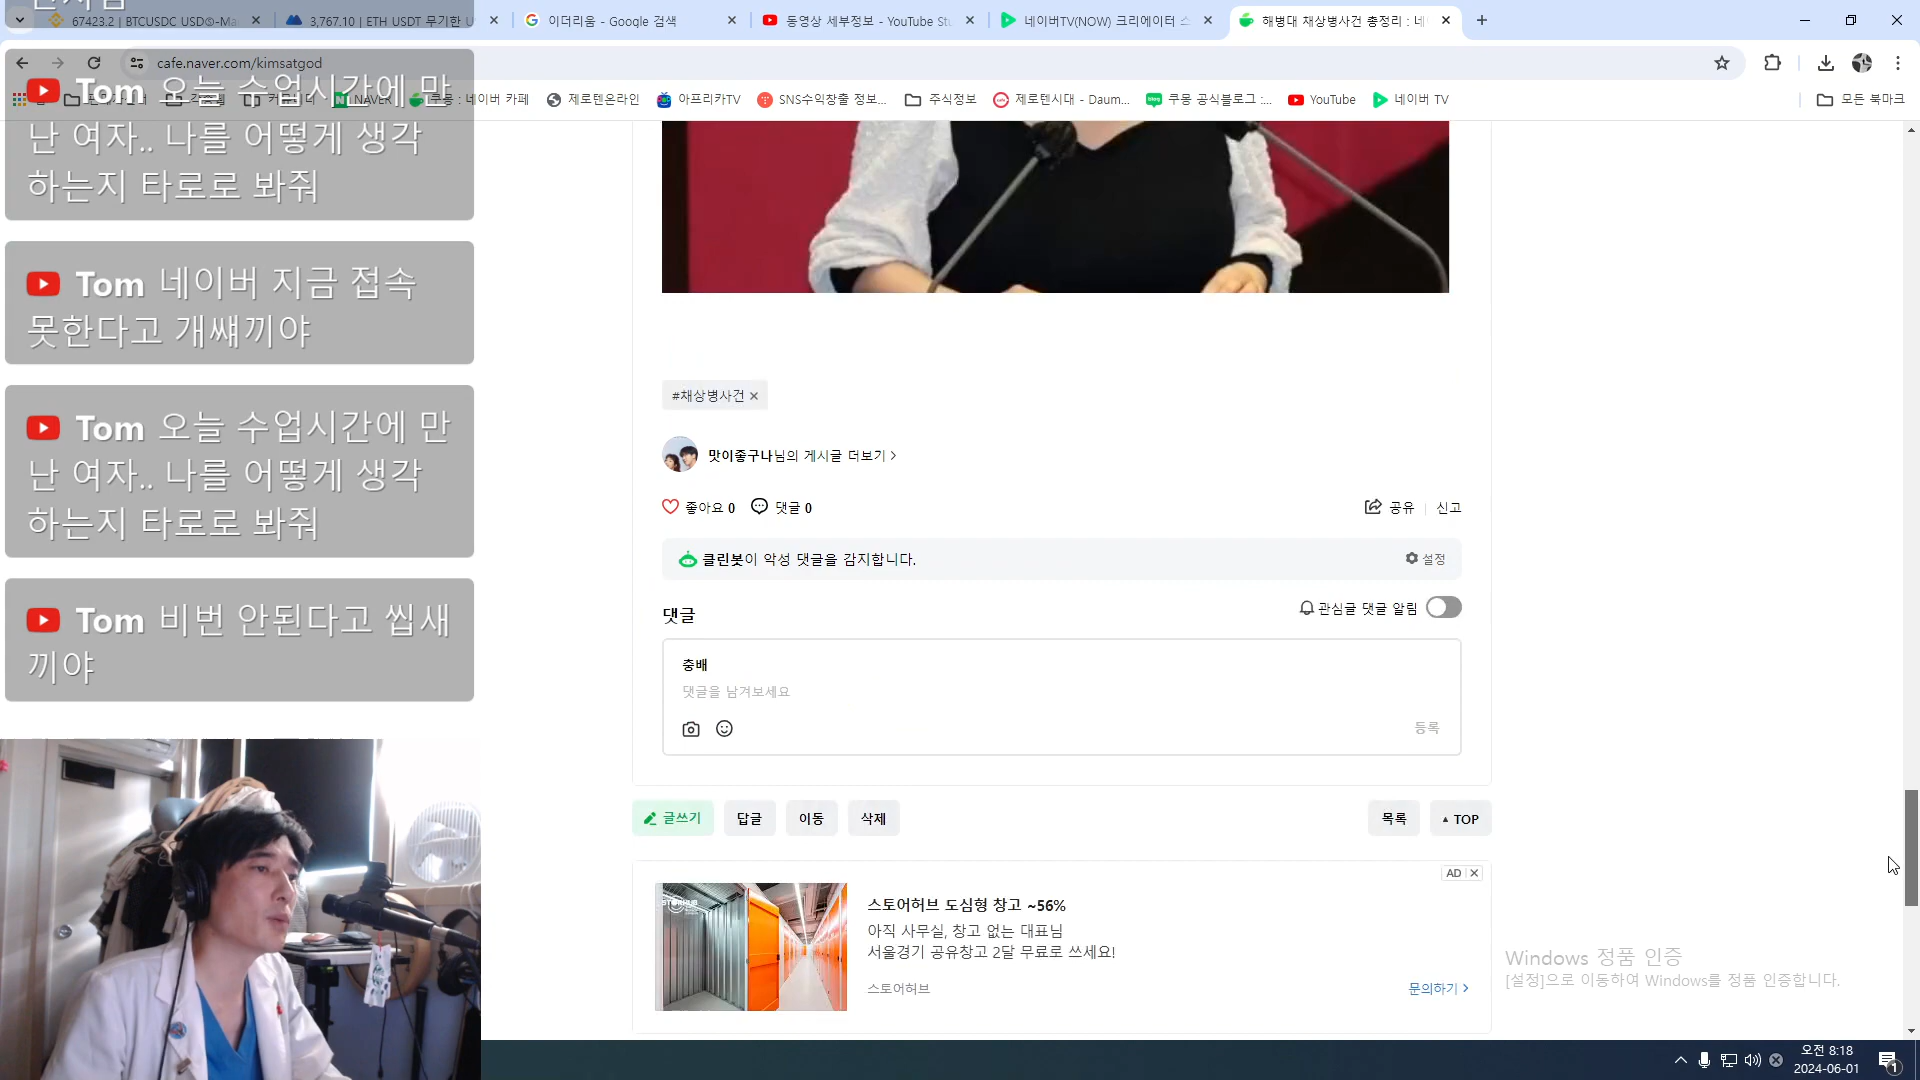 67423.2 | BTCUSDC USDⓈ-Ma
3,767.10 | ETH USDT 무기한 U
이더리움 - Google 검색
동영상 세부정보 - YouTube Stu
네이버TV(NOW) 크리에이터 스
해병대 채상병사건 총정리 : 네이
cafe.naver.com/kimsatgod
NAVER
쿠몽 : 네이버 카페
제로텐온라인
아프리카TV
SNS수익창출 정보...
주식정보
제로텐시대 - Daum...
쿠몽 공식블로그 :...
YouTube
네이버 TV
모든 북마크
Tom 오늘 수업시간에 만
난 여자.. 나를 어떻게 생각
하는지 타로로 봐줘
Tom 네이버 지금 접속
못한다고 개썌끼야
Tom 오늘 수업시간에 만
난 여자.. 나를 어떻게 생각
하는지 타로로 봐줘
Tom 비번 안된다고 씹새
끼야
#채상병사건
맛이좋구나님의 게시글 더보기
좋아요 0 댓글 0
공유 신고
클린봇이 악성 댓글을 감지합니다.
설정
댓글
관심글 댓글 알림
충배
댓글을 남겨보세요
등록
글쓰기 답글 이동 삭제
목록 TOP
AD
STORHUB
스토어허브 도심형 창고 ~56%
아직 사무실, 창고 없는 대표님
서울경기 공유창고 2달 무료로 쓰세요!
스토어허브
문의하기
Windows 정품 인증
[설정]으로 이동하여 Windows를 정품 인증합니다.
오전 8:18
2024-06-01
1